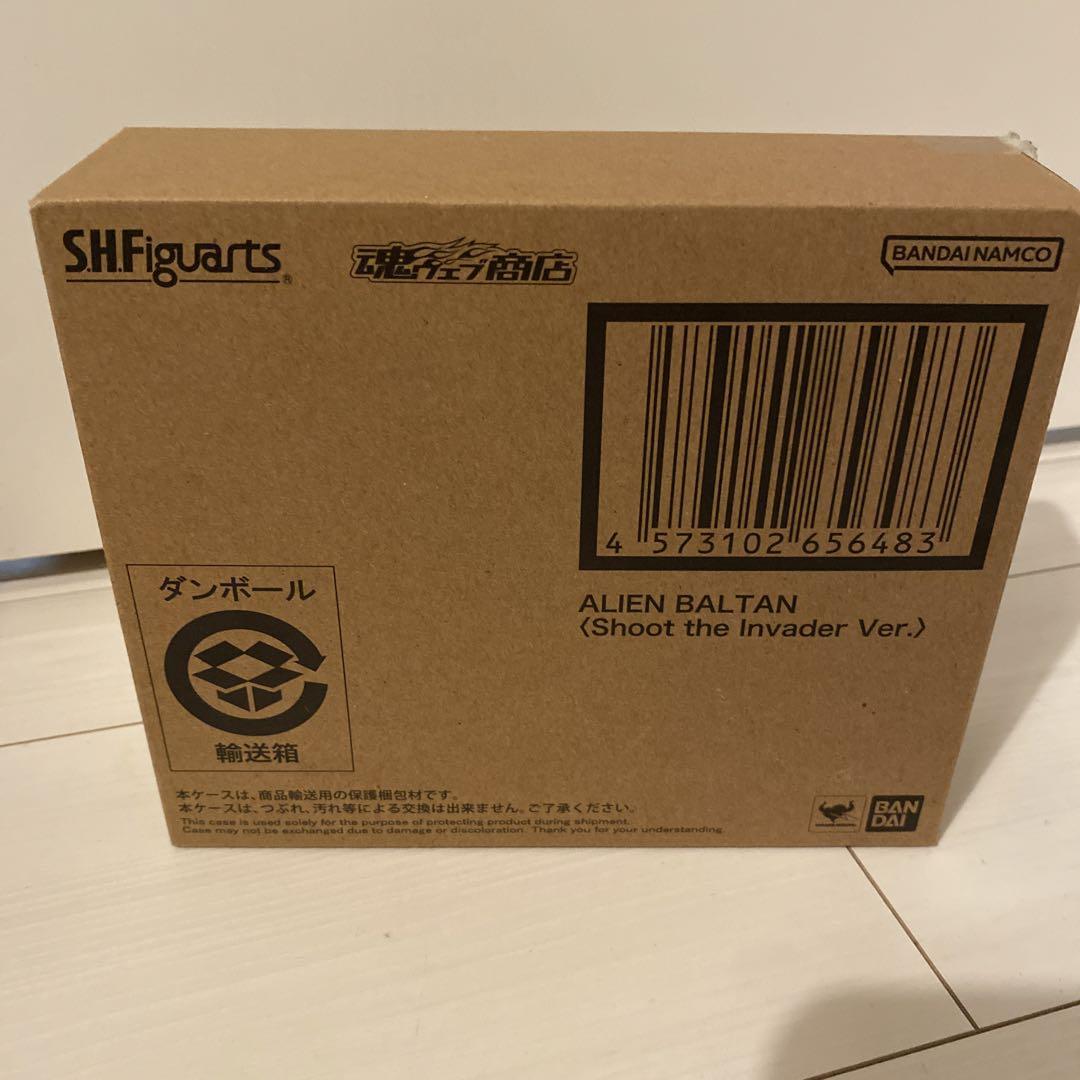 S.H.Figuarts®
魂ウェブ商店
BANDAI NAMCO
4 573102 656483
ALIEN BALTAN
〈Shoot the Invader Ver.〉
ダンボール
輸送箱
本ケースは、商品輸送用の保護梱包材です。
本ケースは、つぶれ、汚れ等による交換は出来ません。ご了承ください。
This case is used solely for the purpose of protecting product during shipment.
Case may not be exchanged due to damage or discoloration. Thank you for your understanding.
BAN
DAI